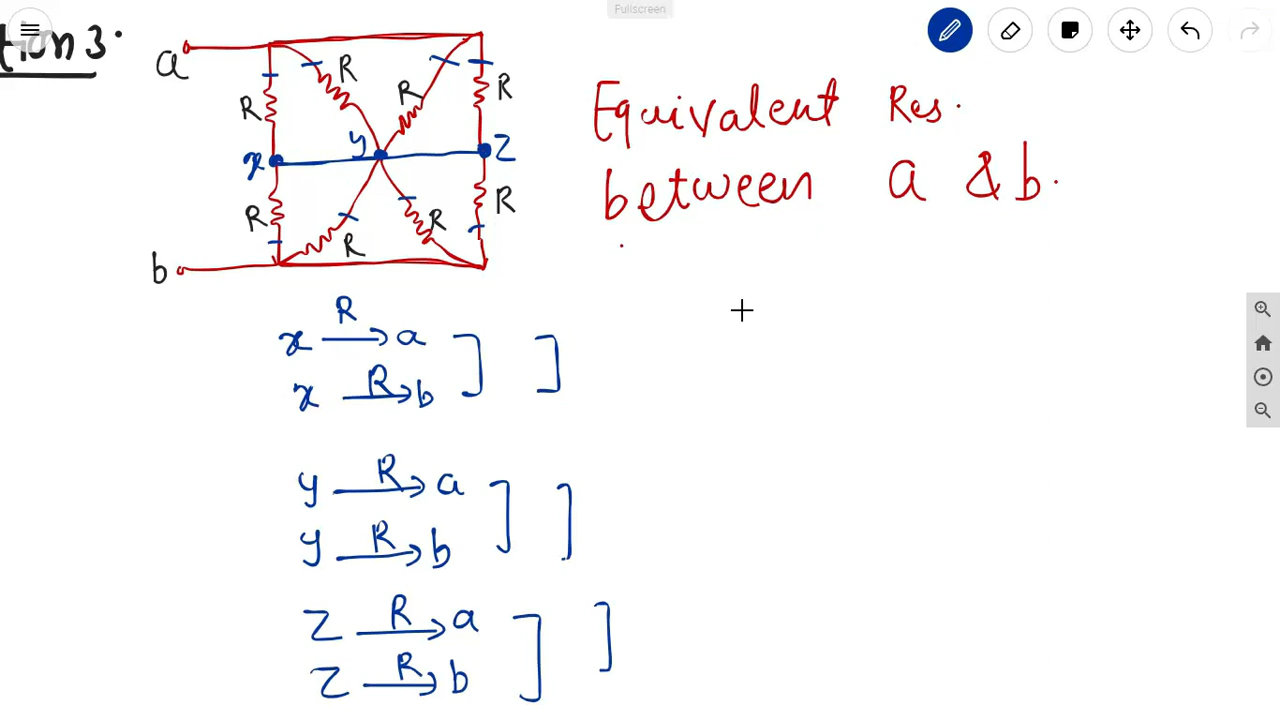 Fullscreen
tion 3.
a
R
R
R
R
x
y
z
R
R
R
R
b
Equivalent Res.
between a & b.
x R→ a
x R→ b
y R→ a
y R→ b
z R→ a
z R→ b